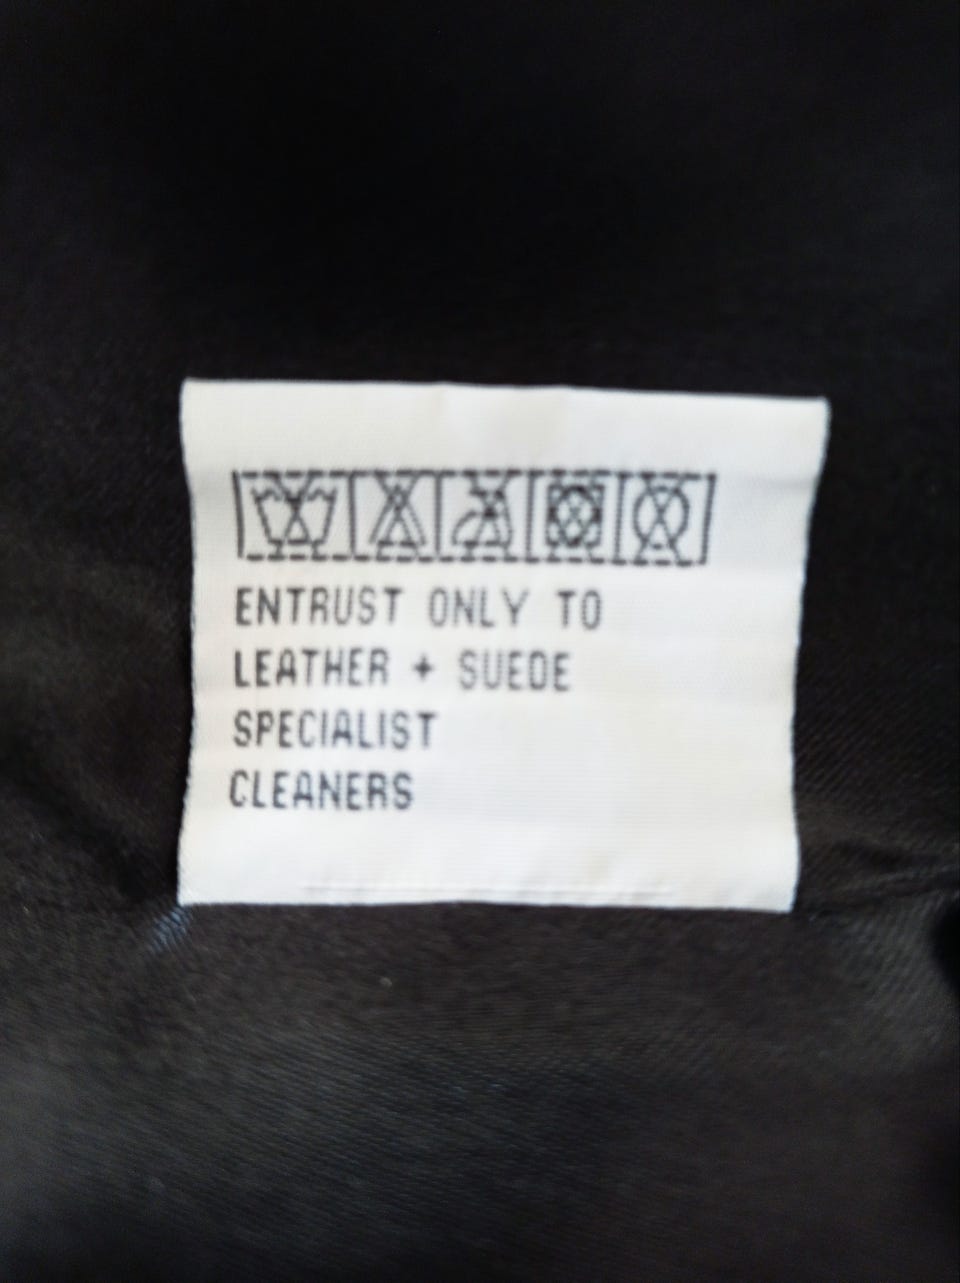 ENTRUST ONLY TO
LEATHER + SUEDE
SPECIALIST
CLEANERS